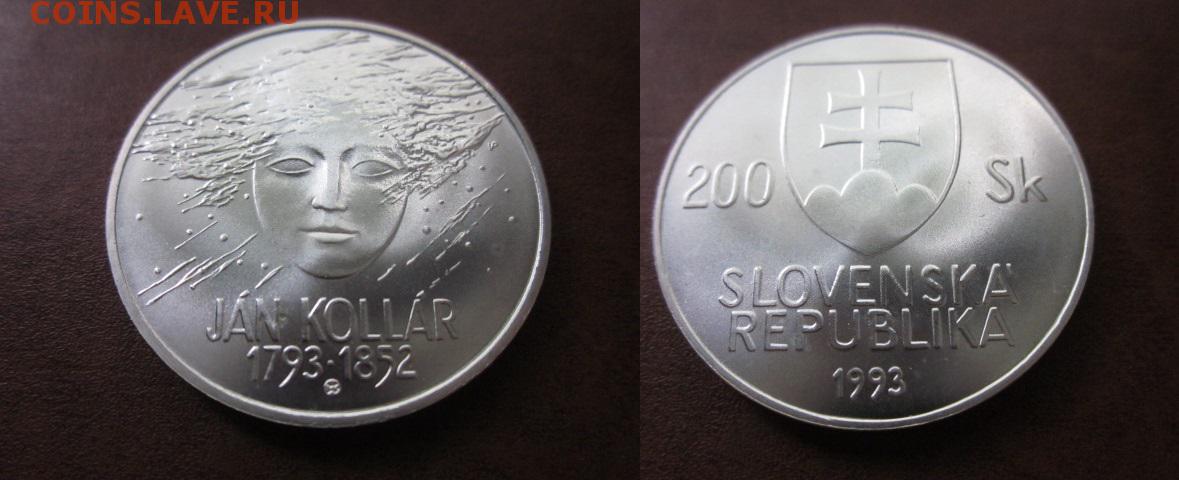 COINS.LAVE.RU
JÁN KOLLÁR
1793·1852
200 Sk
SLOVENSKÁ
REPUBLIKA
1993